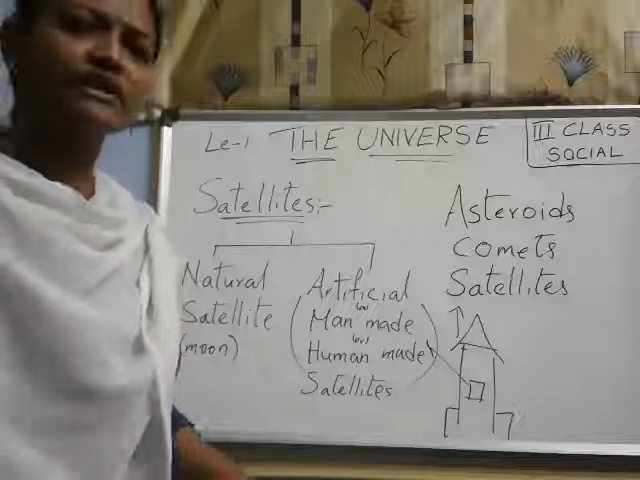 Le-1 THE UNIVERSE
III CLASS
SOCIAL
Satellites:-
Natural
Satellite
(moon)
Artificial
(or)
Man made
(or)
Human made
Satellites
Asteroids
comets
Satellites